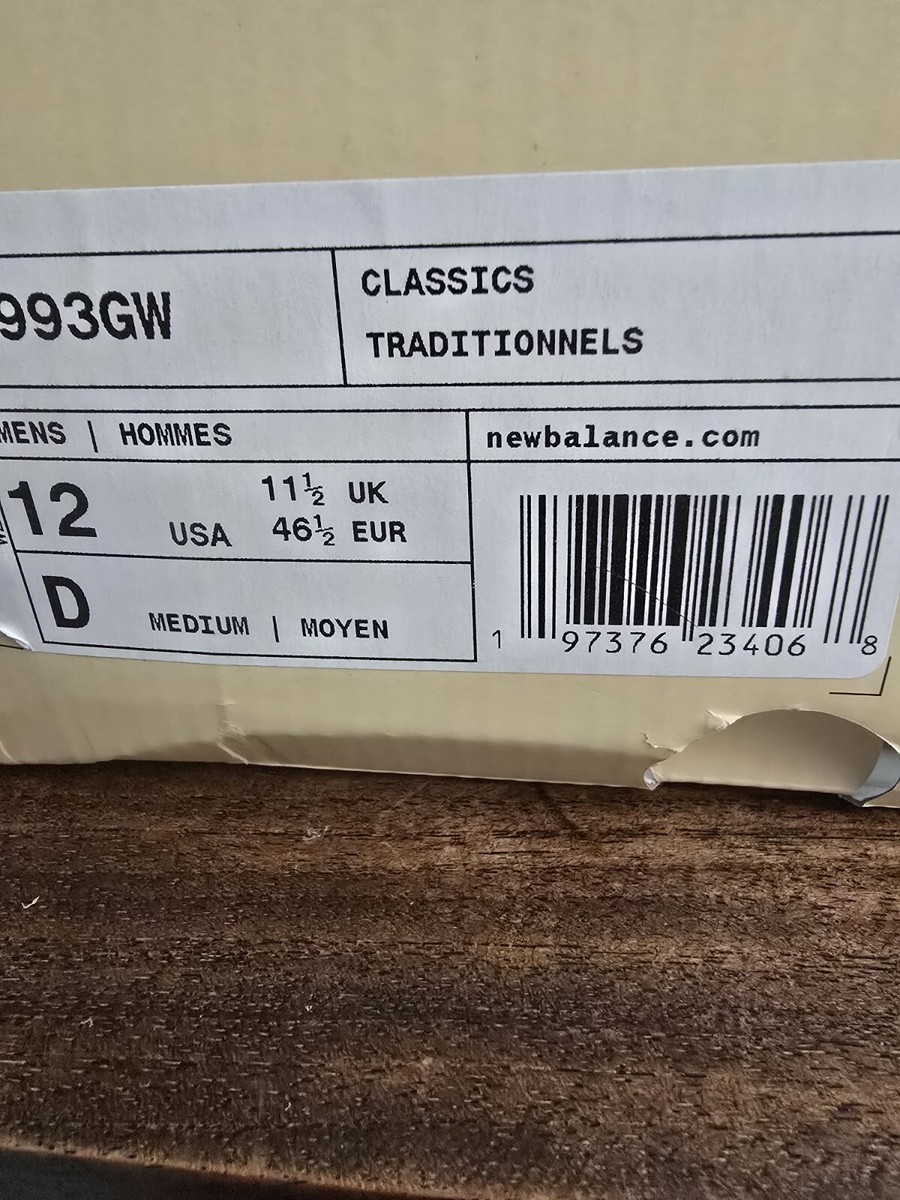 993GW
CLASSICS
TRADITIONNELS
MENS | HOMMES
newbalance.com
12 USA 11½ UK
46½ EUR
D MEDIUM | MOYEN
1 97376 23406 8